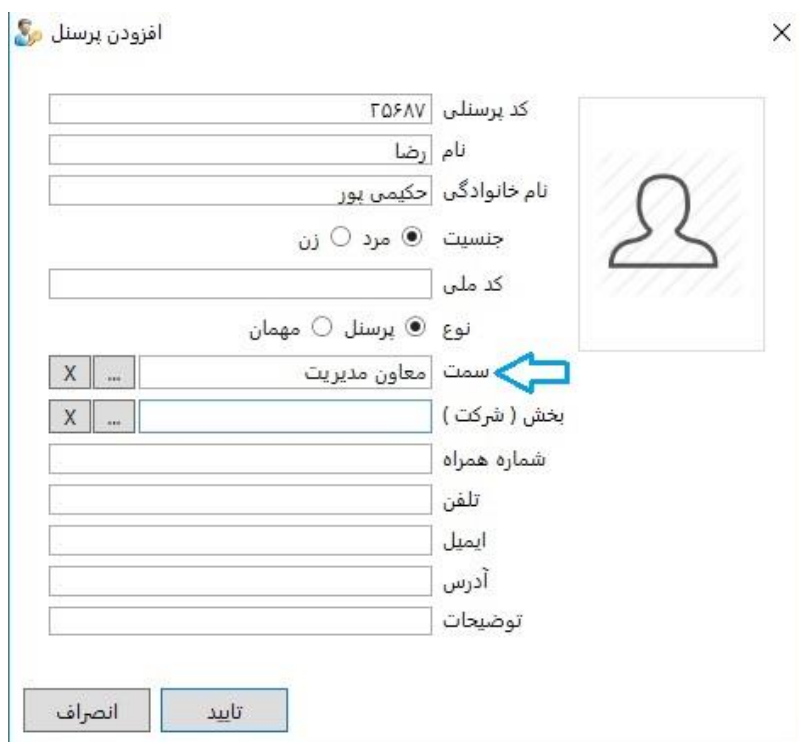 افزودن پرسنل
کد پرسنلی ۲۵۶۸۷
نام رضا
نام خانوادگی حکیمی پور
جنسیت مرد زن
کد ملی
نوع پرسنل مهمان
سمت معاون مدیریت ... X
بخش ( شرکت ) ... X
شماره همراه
تلفن
ایمیل
آدرس
توضیحات
تایید انصراف